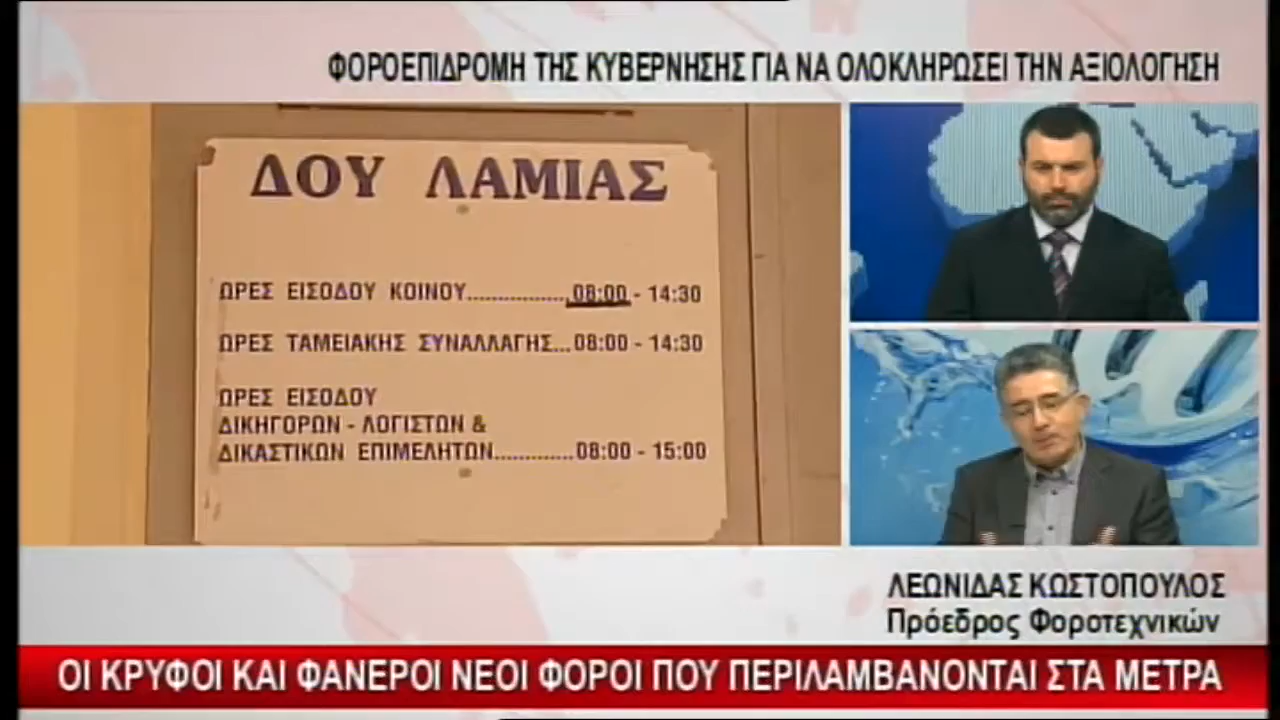 ΦΟΡΟΕΠΙΔΡΟΜΗ ΤΗΣ ΚΥΒΕΡΝΗΣΗΣ ΓΙΑ ΝΑ ΟΛΟΚΛΗΡΩΣΕΙ ΤΗΝ ΑΞΙΟΛΟΓΗΣΗ
ΔΟΥ ΛΑΜΙΑΣ
ΩΡΕΣ ΕΙΣΟΔΟΥ ΚΟΙΝΟΥ................08:00 - 14:30
ΩΡΕΣ ΤΑΜΕΙΑΚΗΣ ΣΥΝΑΛΛΑΓΗΣ...08:00 - 14:30
ΩΡΕΣ ΕΙΣΟΔΟΥ
ΔΙΚΗΓΟΡΩΝ - ΛΟΓΙΣΤΩΝ &
ΔΙΚΑΣΤΙΚΩΝ ΕΠΙΜΕΛΗΤΩΝ............08:00 - 15:00
ΛΕΩΝΙΔΑΣ ΚΩΣΤΟΠΟΥΛΟΣ
Πρόεδρος Φοροτεχνικών
ΟΙ ΚΡΥΦΟΙ ΚΑΙ ΦΑΝΕΡΟΙ ΝΕΟΙ ΦΟΡΟΙ ΠΟΥ ΠΕΡΙΛΑΜΒΑΝΟΝΤΑΙ ΣΤΑ ΜΕΤΡΑ